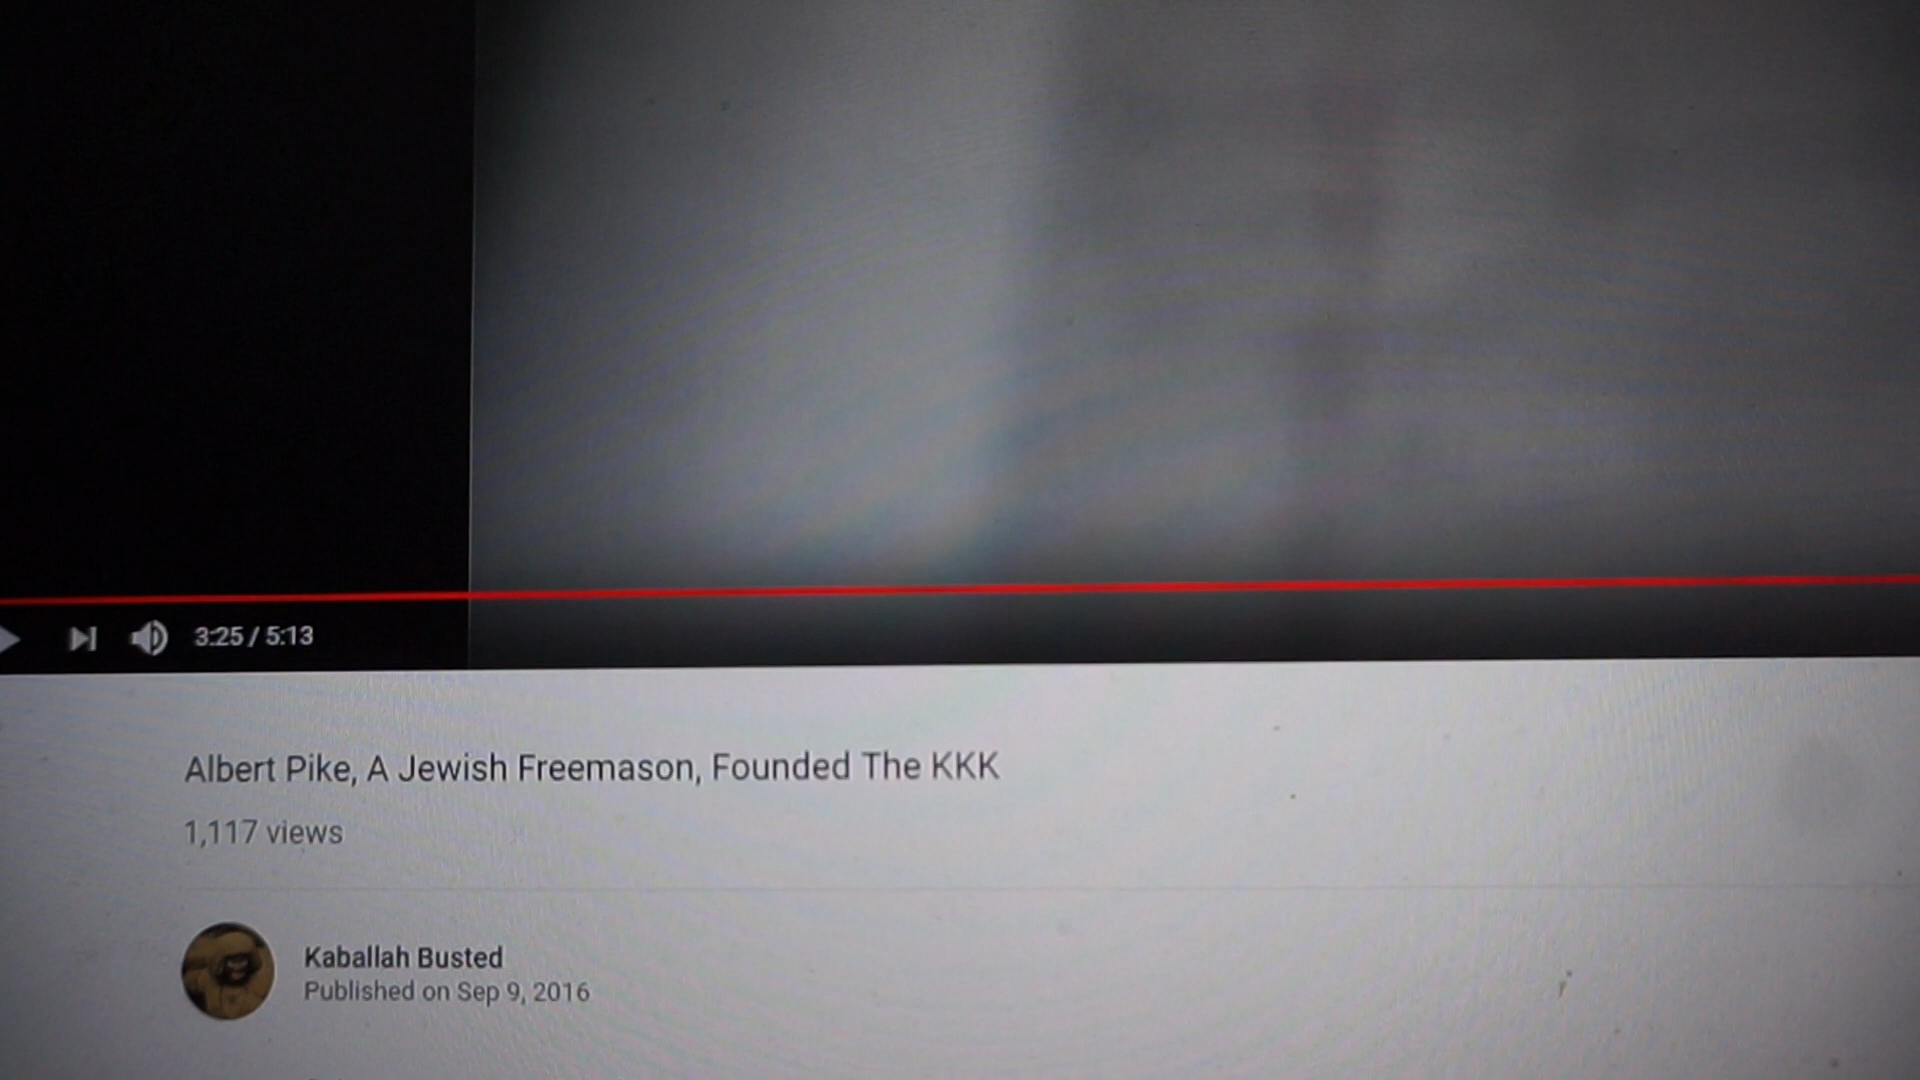 3:25 / 5:13
Albert Pike, A Jewish Freemason, Founded The KKK
1,117 views
Kaballah Busted
Published on Sep 9, 2016